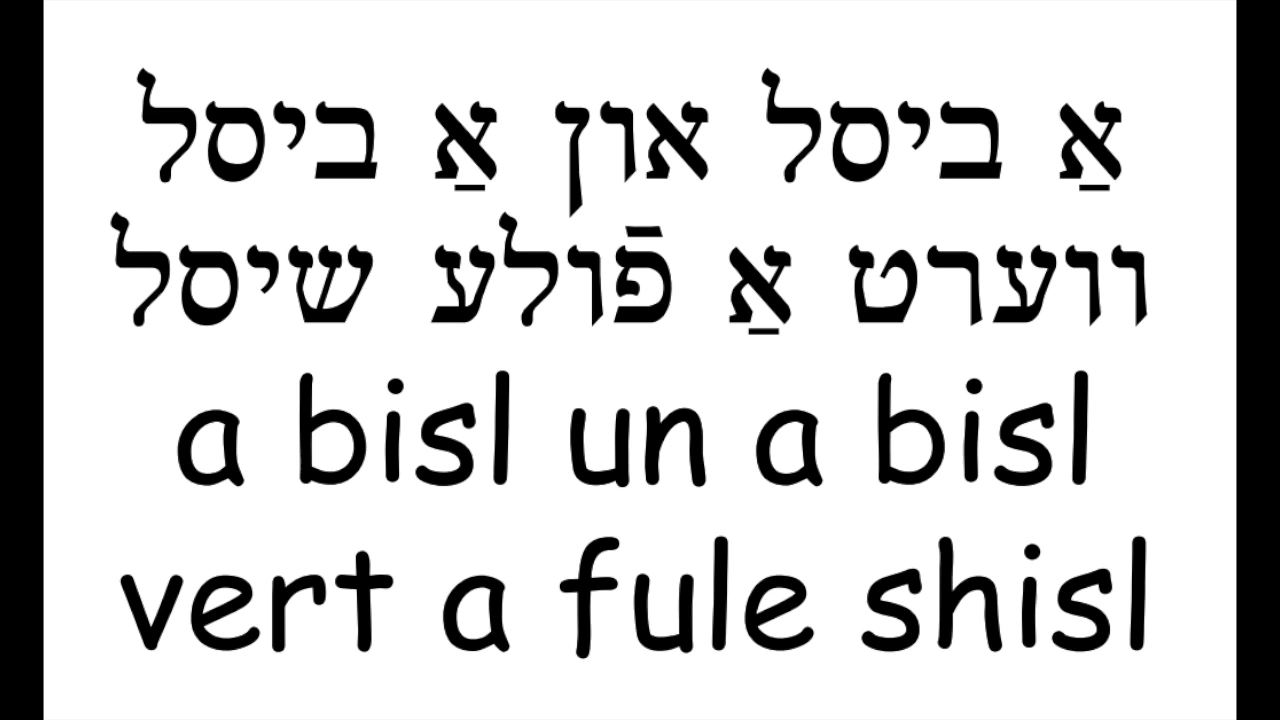 אַ ביסל און אַ ביסל
ווערט אַ פֿולע שיסל
a bisl un a bisl
vert a fule shisl